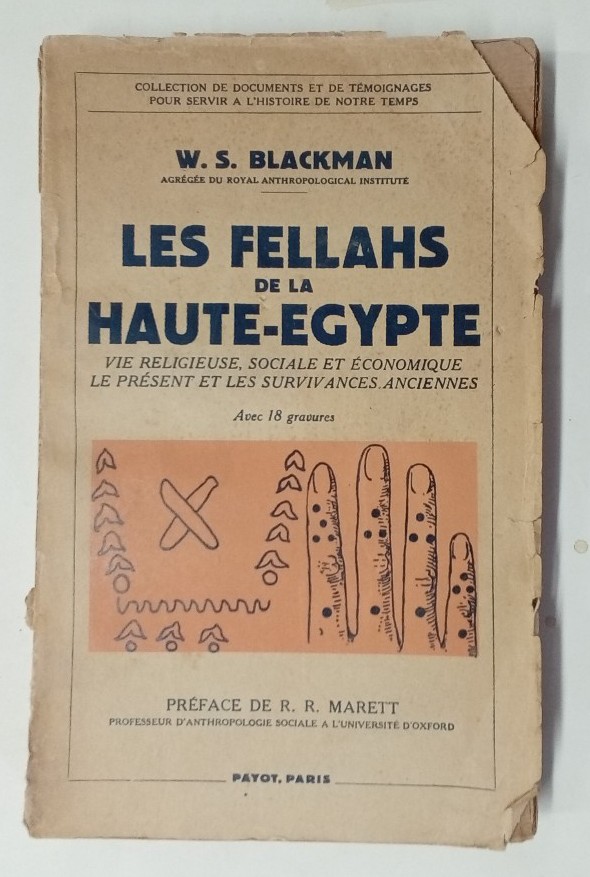 COLLECTION DE DOCUMENTS ET DE TÉMOIGNAGES
POUR SERVIR A L'HISTOIRE DE NOTRE TEMPS
W. S. BLACKMAN
AGRÉGÉE DU ROYAL ANTHROPOLOGICAL INSTITUTE
LES FELLAHS
DE LA
HAUTE-EGYPTE
VIE RELIGIEUSE, SOCIALE ET ÉCONOMIQUE
LE PRÉSENT ET LES SURVIVANCES ANCIENNES
Avec 18 gravures
PRÉFACE DE R. R. MARETT
PROFESSEUR D'ANTHROPOLOGIE SOCIALE A L'UNIVERSITÉ D'OXFORD
PAYOT, PARIS